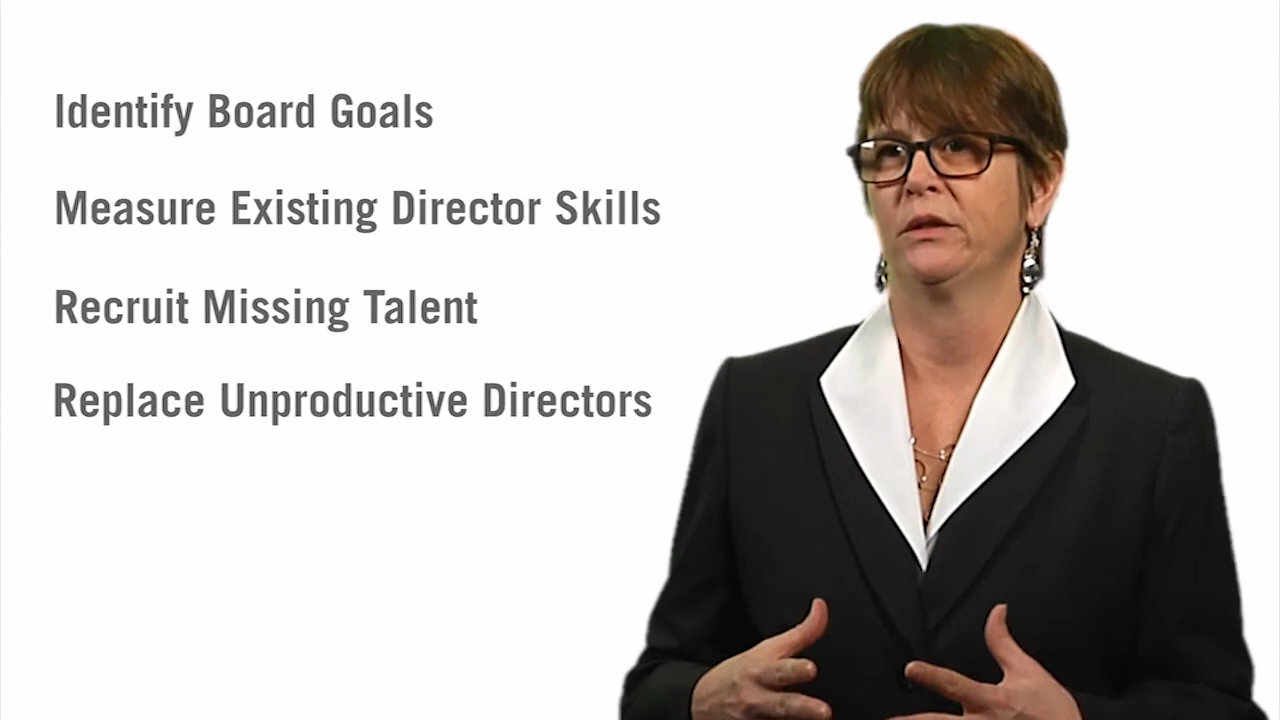 Identify Board Goals
Measure Existing Director Skills
Recruit Missing Talent
Replace Unproductive Directors